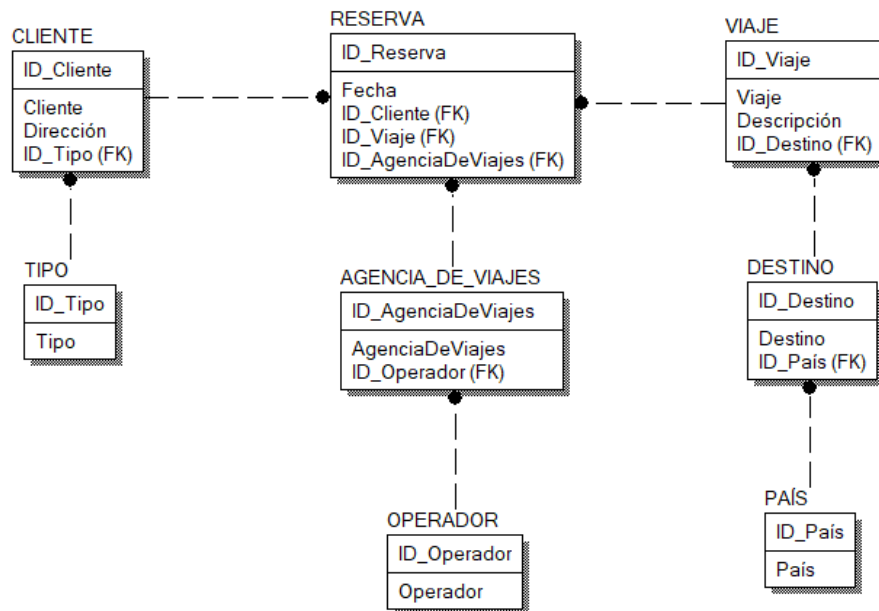 CLIENTE
ID_Cliente
Cliente
Dirección
ID_Tipo (FK)
RESERVA
ID_Reserva
Fecha
ID_Cliente (FK)
ID_Viaje (FK)
ID_AgenciaDeViajes (FK)
VIAJE
ID_Viaje
Viaje
Descripción
ID_Destino (FK)
TIPO
ID_Tipo
Tipo
AGENCIA_DE_VIAJES
ID_AgenciaDeViajes
AgenciaDeViajes
ID_Operador (FK)
DESTINO
ID_Destino
Destino
ID_País (FK)
OPERADOR
ID_Operador
Operador
PAÍS
ID_País
País